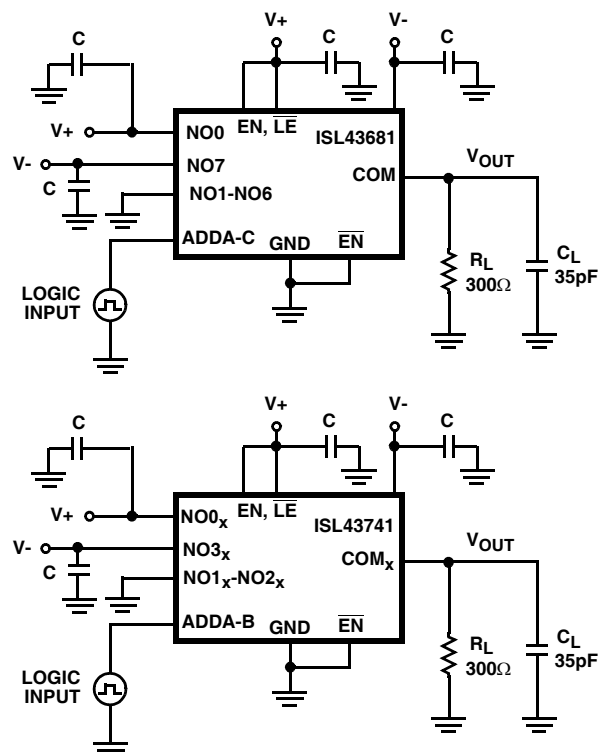 V+
V-
C
C
C
EN, LE
ISL43681
V+
NO0
V-
NO7
COM
VOUT
C
NO1-NO6
ADDA-C
GND
EN
RL
300Ω
CL
35pF
LOGIC
INPUT
V+
V-
C
C
C
EN, LE
ISL43741
V+
NO0x
V-
NO3x
COMx
VOUT
C
NO1x-NO2x
ADDA-B
GND
EN
RL
300Ω
CL
35pF
LOGIC
INPUT